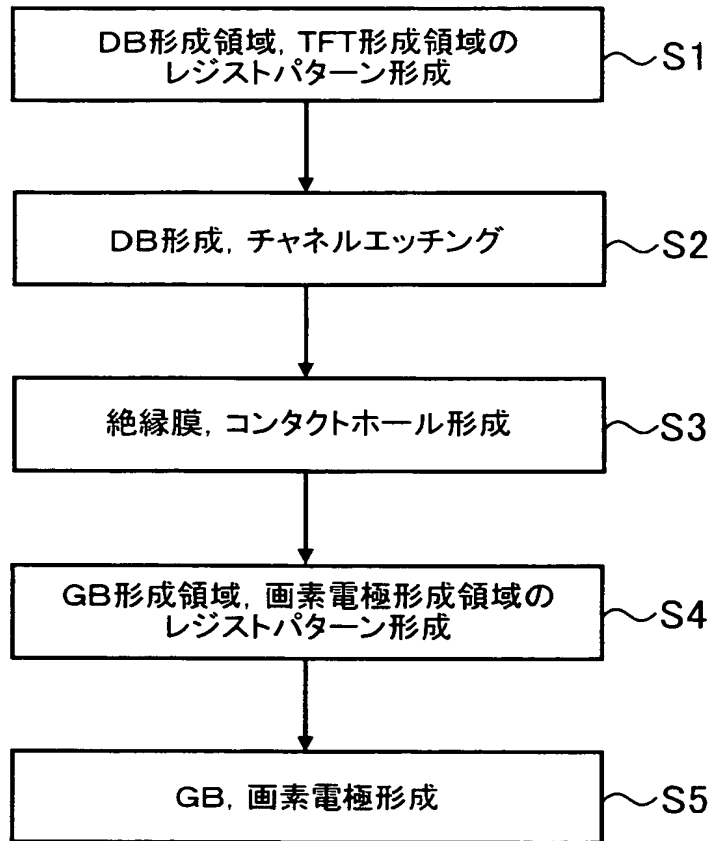 DB形成領域, TFT形成領域の
レジストパターン形成
S1
DB形成, チャネルエッチング
S2
絶縁膜, コンタクトホール形成
S3
GB形成領域, 画素電極形成領域の
レジストパターン形成
S4
GB, 画素電極形成
S5